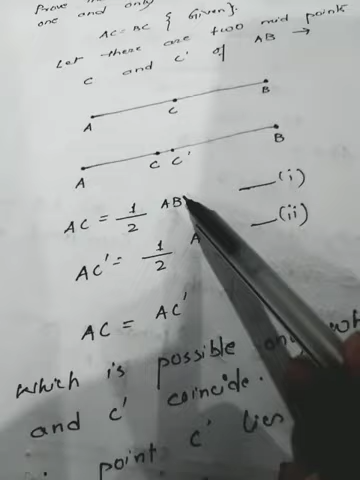 Prove
one and only
AC = BC { Given }.
Let there are two mid point
C and C' of AB →
A C B
A C C' B
AC = 1/2 AB —(i)
AC' = 1/2 A —(ii)
AC = AC'
which is possible
and C' coincide.
point C' lies